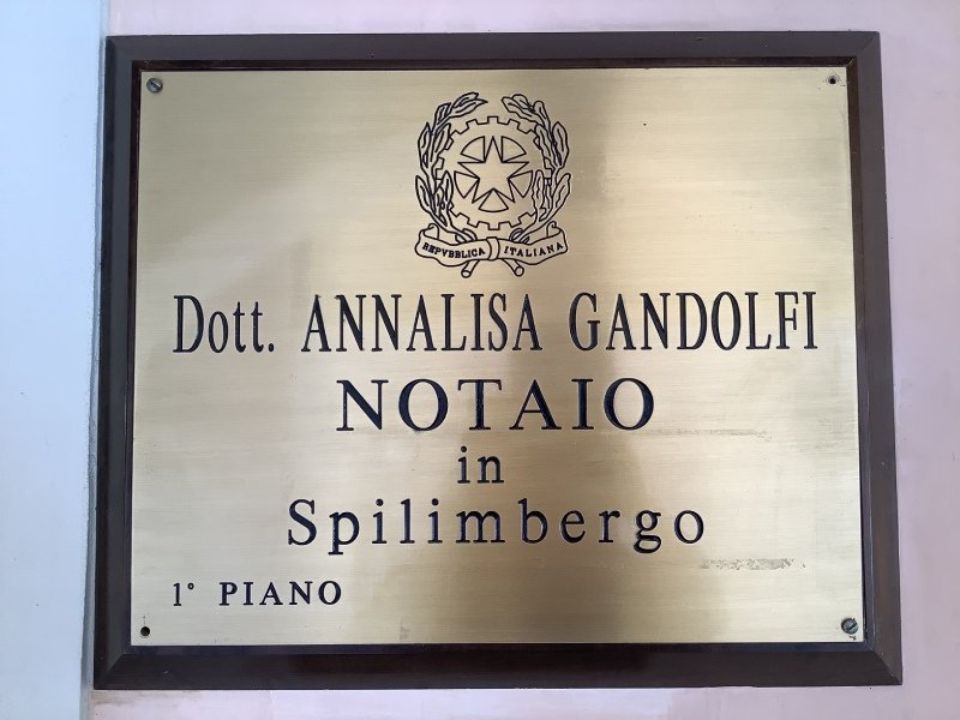 REPVBBLICA ITALIANA
Dott. ANNALISA GANDOLFI
NOTAIO
in
Spilimbergo
1° PIANO